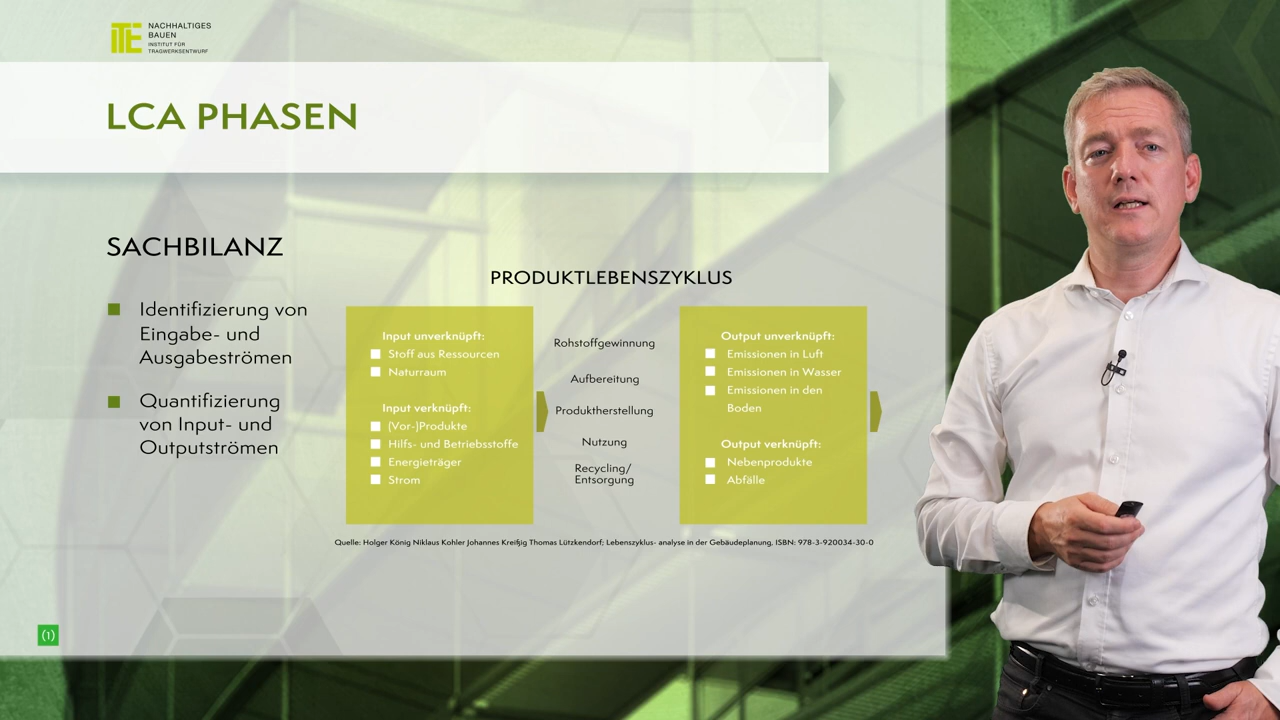 NACHHALTIGES
BAUEN
INSTITUT FÜR
TRAGWERKSENTWURF
LCA PHASEN
SACHBILANZ
Identifizierung von
Eingabe- und
Ausgabeströmen
Quantifizierung
von Input- und
Outputströmen
PRODUKTLEBENSZYKLUS
Input unverknüpft:
Stoff aus Ressourcen
Naturraum
Input verknüpft:
(Vor-)Produkte
Hilfs- und Betriebsstoffe
Energieträger
Strom
Rohstoffgewinnung
Aufbereitung
Produktherstellung
Nutzung
Recycling/
Entsorgung
Output unverknüpft:
Emissionen in Luft
Emissionen in Wasser
Emissionen in den
Boden
Output verknüpft:
Nebenprodukte
Abfälle
Quelle: Holger König Niklaus Kohler Johannes Kreißig Thomas Lützkendorf; Lebenszyklus- analyse in der Gebäudeplanung, ISBN: 978-3-920034-30-0
(1)